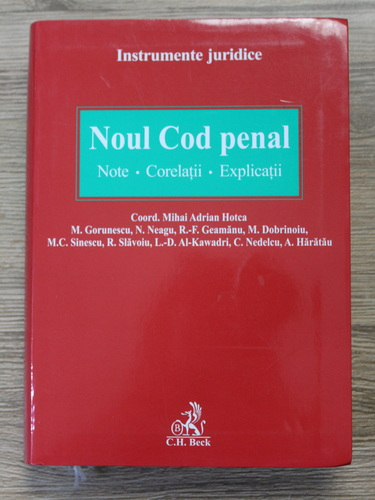 Instrumente juridice
Noul Cod penal
Note • Corelații • Explicații
Coord. Mihai Adrian Hotca
M. Gorunescu, N. Neagu, R.-F. Geamănu, M. Dobrinoiu,
M.C. Sinescu, R. Slăvoiu, L.-D. Al-Kawadri, C. Nedelcu, A. Hărătău
B
C.H. Beck